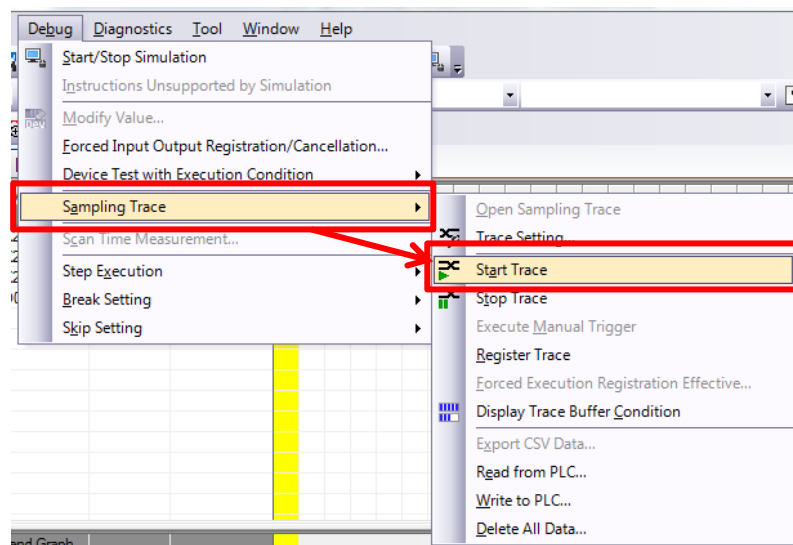 Debug Diagnostics Tool Window Help
Start/Stop Simulation
Instructions Unsupported by Simulation
Modify Value...
Forced Input Output Registration/Cancellation...
Device Test with Execution Condition
Sampling Trace
Scan Time Measurement...
Step Execution
Break Setting
Skip Setting
Open Sampling Trace
Trace Setting...
Start Trace
Stop Trace
Execute Manual Trigger
Register Trace
Forced Execution Registration Effective...
Display Trace Buffer Condition
Export CSV Data...
Read from PLC...
Write to PLC...
Delete All Data...
Graph